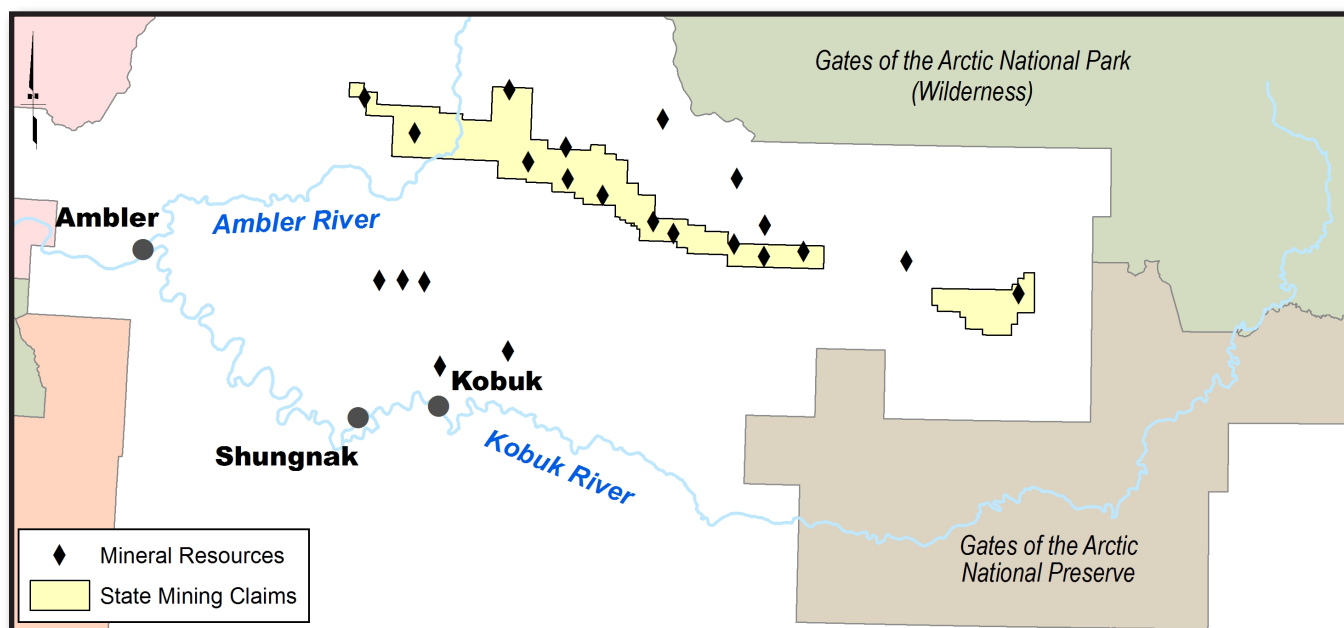 Gates of the Arctic National Park
(Wilderness)
Ambler
Ambler River
Kobuk
Shungnak
Kobuk River
Gates of the Arctic
National Preserve
Mineral Resources
State Mining Claims